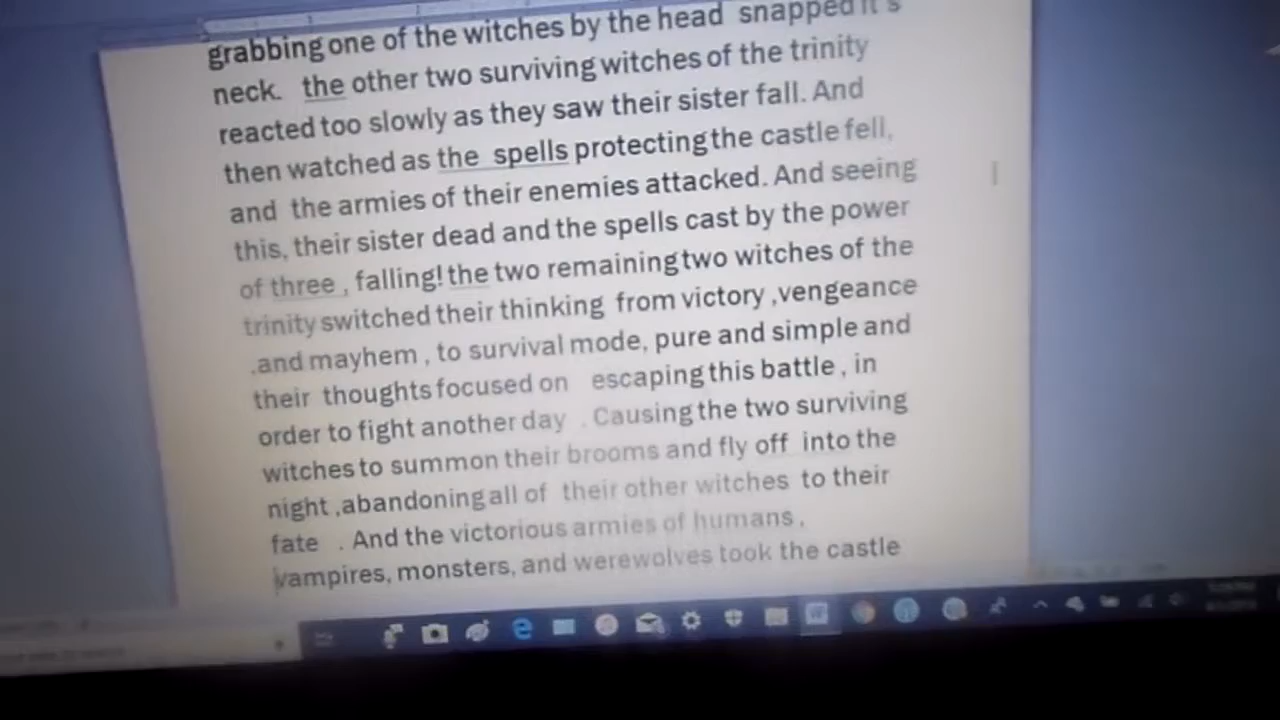 grabbing one of the witches by the head snapped it's
neck. the other two surviving witches of the trinity
reacted too slowly as they saw their sister fall. And
then watched as the spells protecting the castle fell,
and the armies of their enemies attacked. And seeing
this, their sister dead and the spells cast by the power
of three , falling! the two remaining two witches of the
trinity switched their thinking from victory ,vengeance
,and mayhem , to survival mode, pure and simple and
their thoughts focused on escaping this battle , in
order to fight another day . Causing the two surviving
witches to summon their brooms and fly off into the
night ,abandoning all of their other witches to their
fate . And the victorious armies of humans,
vampires, monsters, and werewolves took the castle